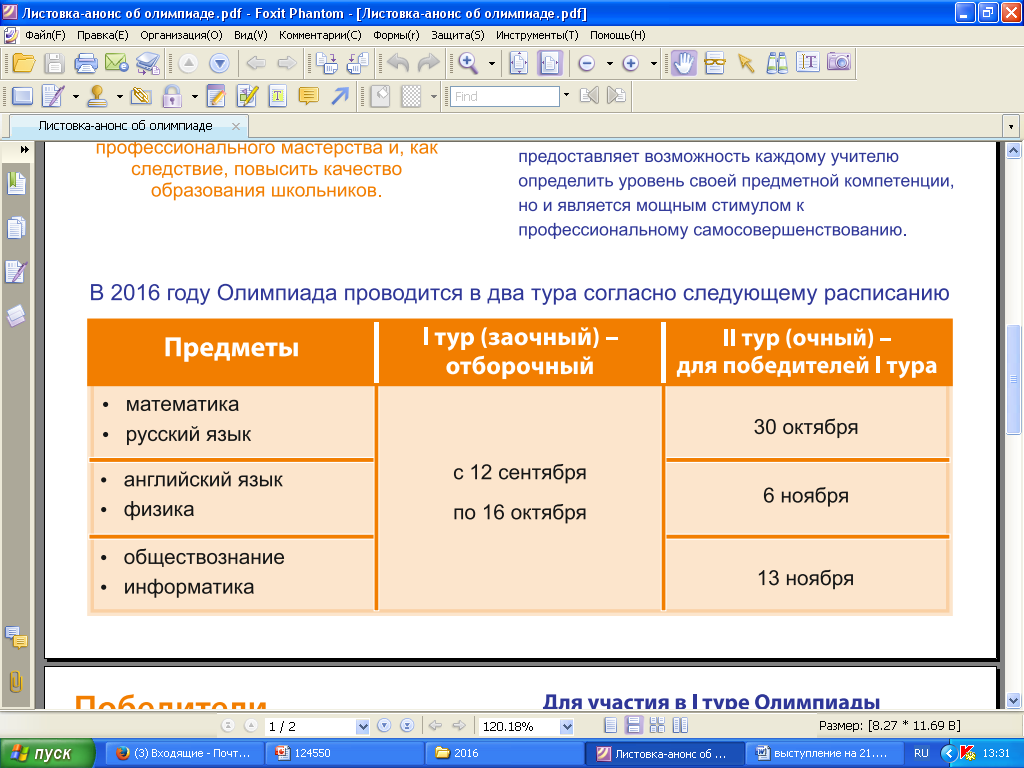 Листовка-анонс об олимпиаде.pdf - Foxit Phantom - [Листовка-анонс об олимпиаде.pdf]
Файл(F) Правка(E) Организация(O) Вид(V) Комментарии(C) Формы(r) Защита(S) Инструменты(T) Помощь(H)
Find
Листовка-анонс об олимпиаде
профессионального мастерства и, как
следствие, повысить качество
образования школьников.
предоставляет возможность каждому учителю
определить уровень своей предметной компетенции,
но и является мощным стимулом к
профессиональному самосовершенствованию.
В 2016 году Олимпиада проводится в два тура согласно следующему расписанию
Предметы
I тур (заочный) –
отборочный
II тур (очный) –
для победителей I тура
• математика
• русский язык
30 октября
• английский язык
• физика
с 12 сентября
по 16 октября
6 ноября
• обществознание
• информатика
13 ноября
Победители
Для участия в I туре Олимпиады
1 / 2
120.18%
Размер: [8.27 * 11.69 В]
пуск
(3) Входящие - Почт...
124550
2016
Листовка-анонс об ...
выступление на 21....
RU
13:31